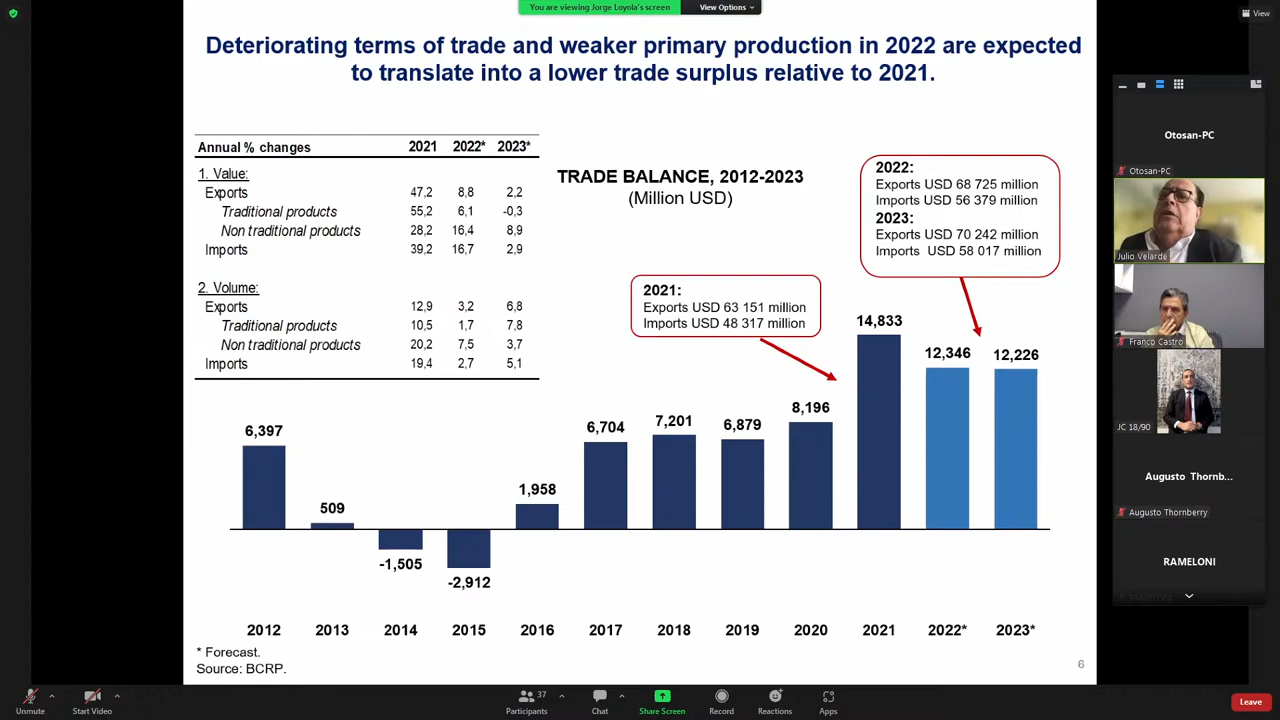 You are viewing Jorge Loyola's screen
View Options
View
Deteriorating terms of trade and weaker primary production in 2022 are expected
to translate into a lower trade surplus relative to 2021.
Annual % changes 2021 2022* 2023*
1. Value:
Exports 47,2 8,8 2,2
Traditional products 55,2 6,1 -0,3
Non traditional products 28,2 16,4 8,9
Imports 39,2 16,7 2,9
2. Volume:
Exports 12,9 3,2 6,8
Traditional products 10,5 1,7 7,8
Non traditional products 20,2 7,5 3,7
Imports 19,4 2,7 5,1
TRADE BALANCE, 2012-2023
(Million USD)
2022:
Exports USD 68 725 million
Imports USD 56 379 million
2023:
Exports USD 70 242 million
Imports USD 58 017 million
2021:
Exports USD 63 151 million
Imports USD 48 317 million
6,397
509
-1,505
-2,912
1,958
6,704
7,201
6,879
8,196
14,833
12,346
12,226
2012 2013 2014 2015 2016 2017 2018 2019 2020 2021 2022* 2023*
* Forecast.
Source: BCRP.
6
Otosan-PC
Otosan-PC
Julio Velarde
Franco Castro
JC 18/90
Augusto Thornb...
Augusto Thornberry
RAMELONI
Unmute
Start Video
37
Participants
Chat
Share Screen
Record
Reactions
Apps
Leave